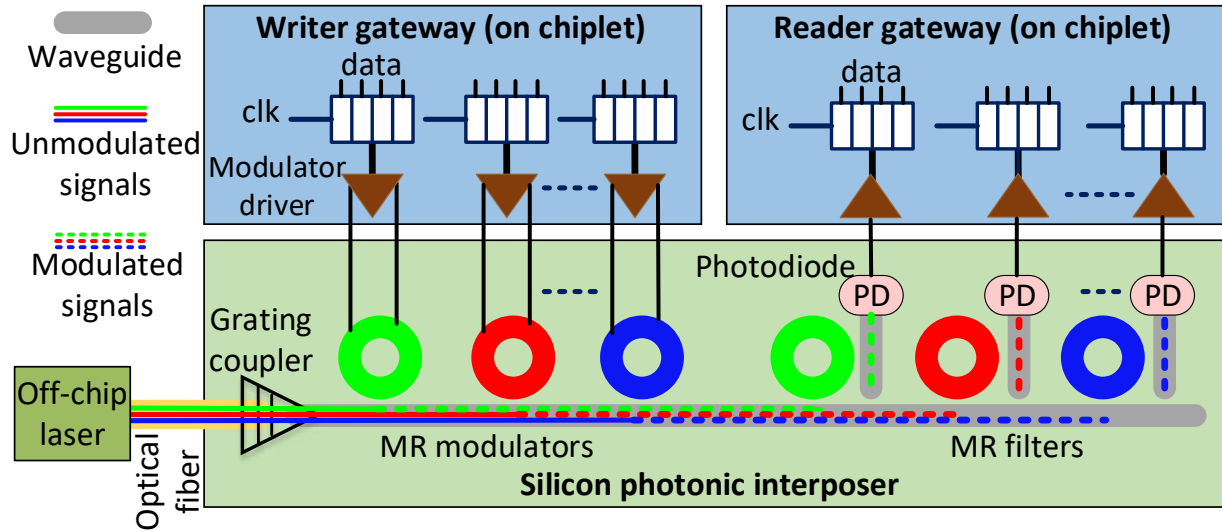 Waveguide
Unmodulated
signals
Modulated
signals
Writer gateway (on chiplet)
data
clk
Modulator
driver
Reader gateway (on chiplet)
data
clk
Photodiode
PD
PD
PD
Grating
coupler
Off-chip
laser
Optical
fiber
MR modulators
MR filters
Silicon photonic interposer